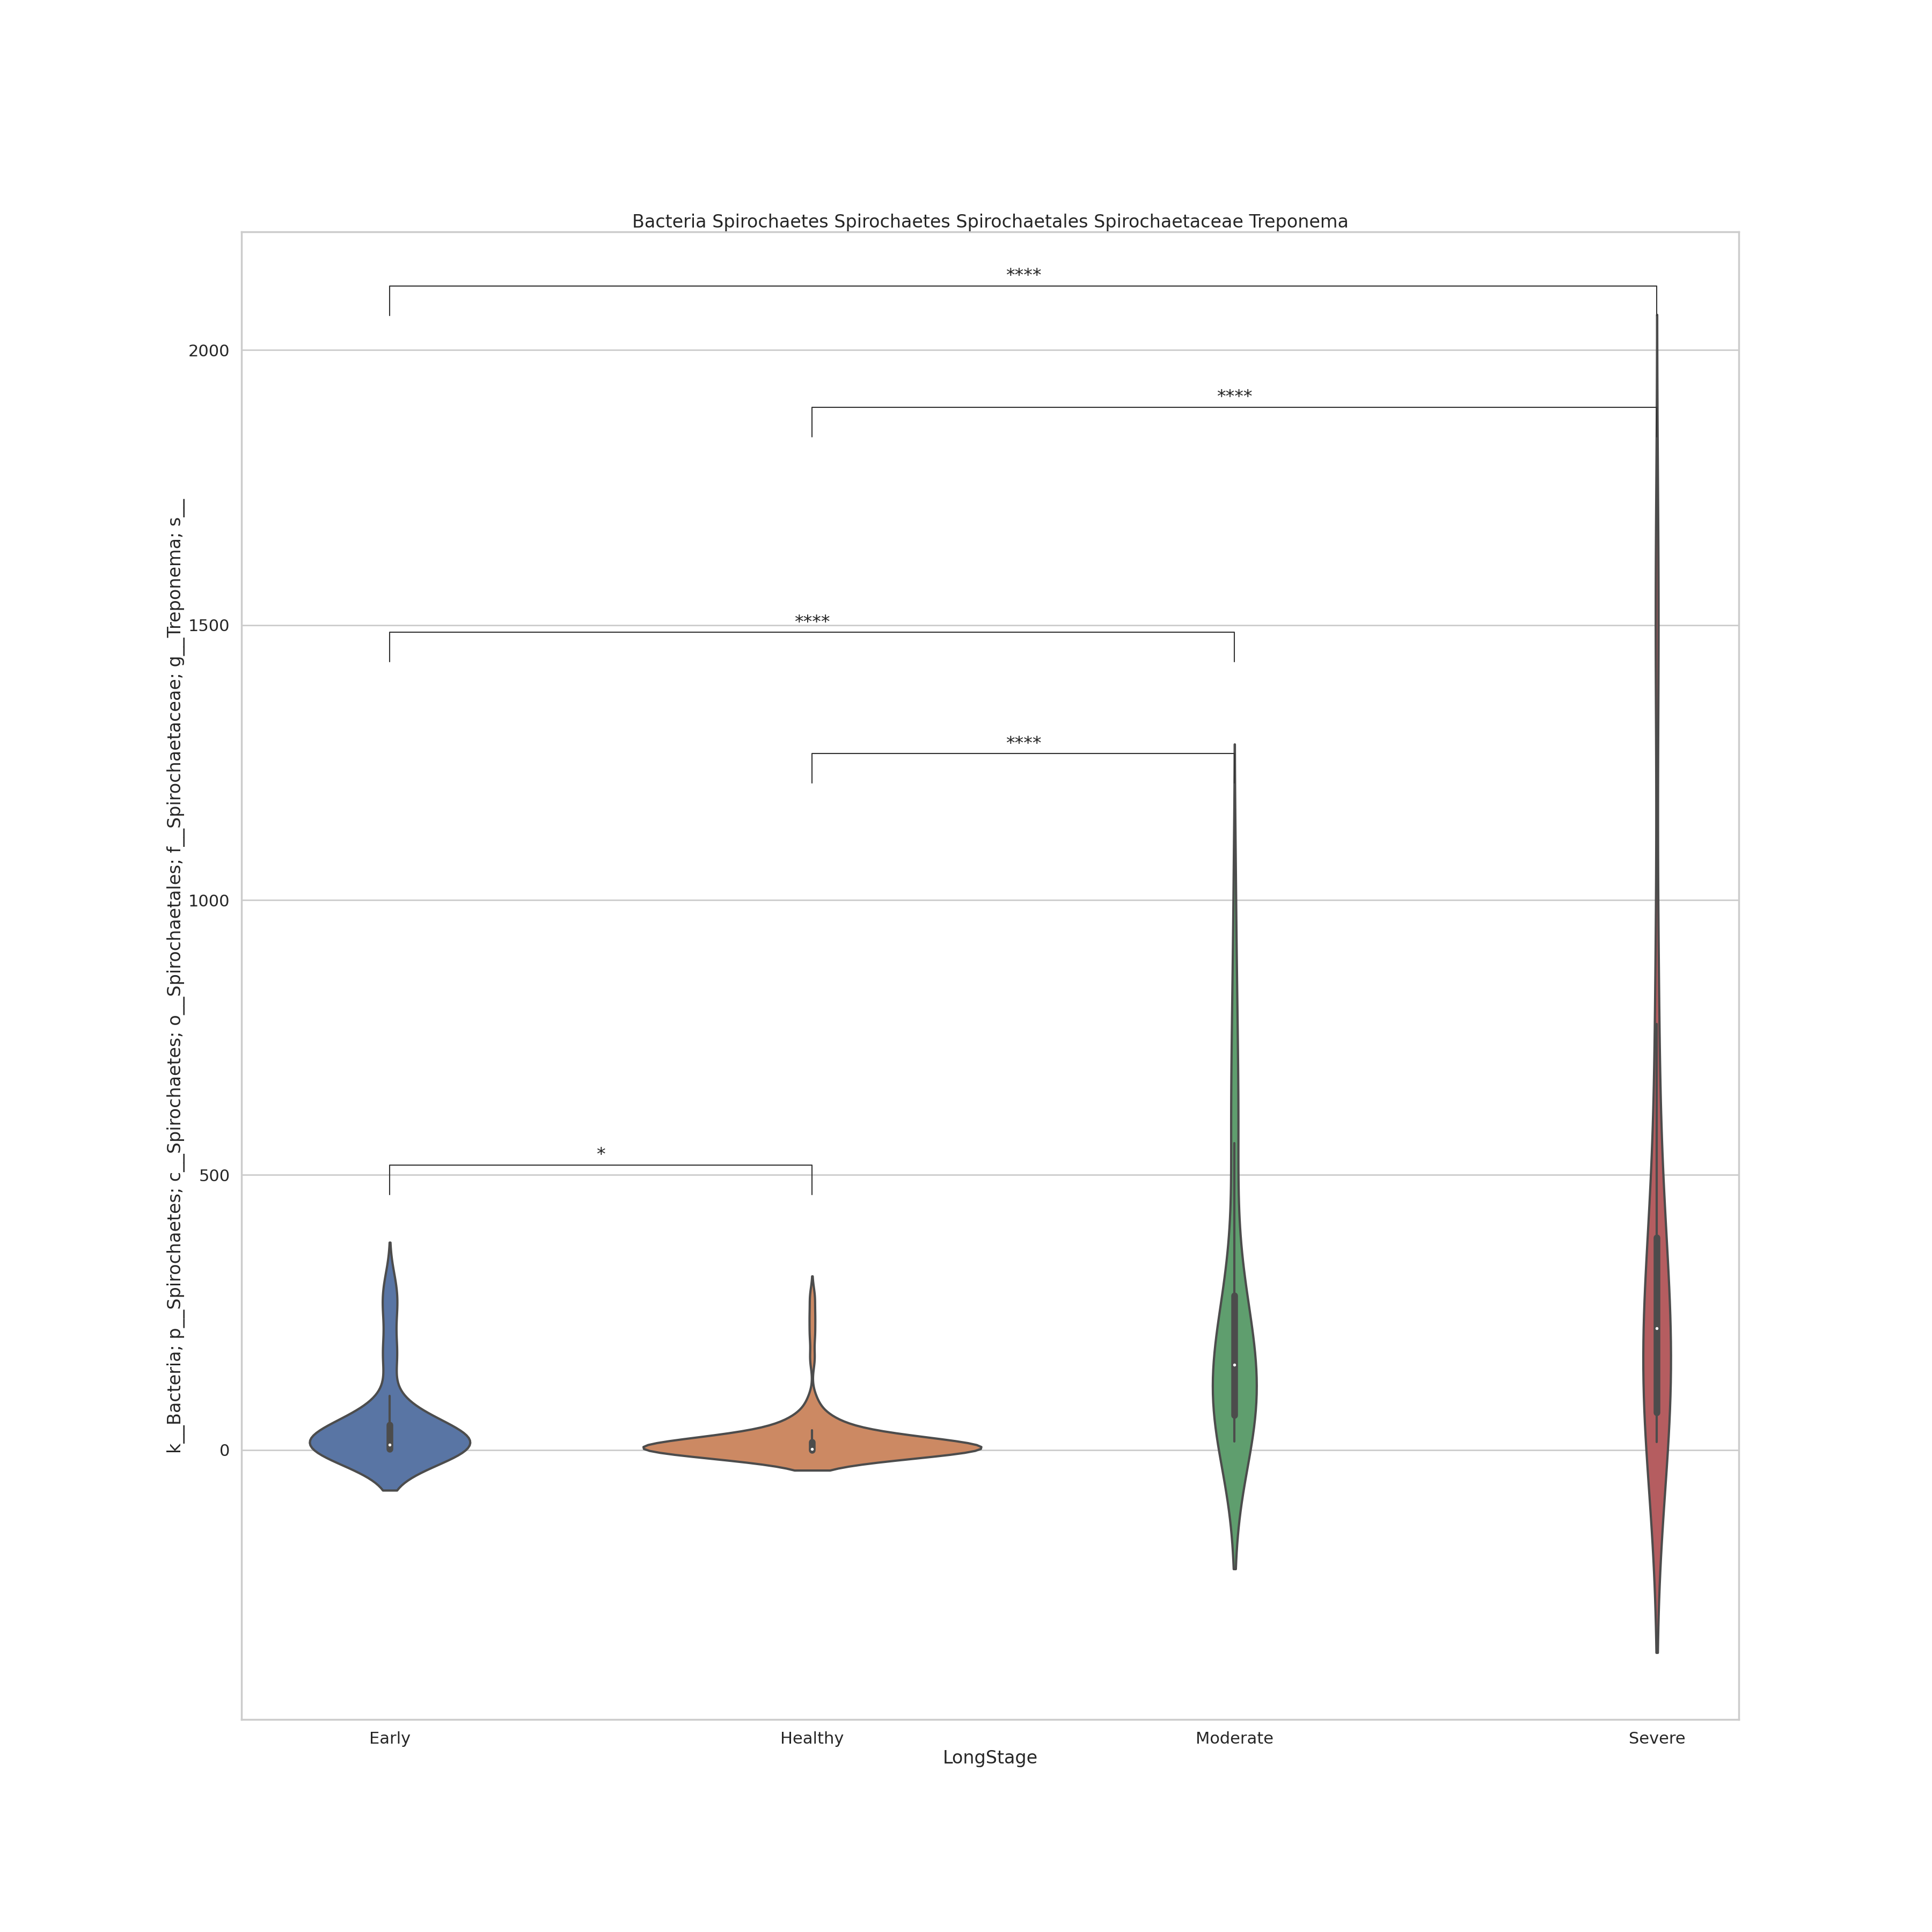 Bacteria Spirochaetes Spirochaetes Spirochaetales Spirochaetaceae Treponema
k__Bacteria; p__Spirochaetes; c__Spirochaetes; o__Spirochaetales; f__Spirochaetaceae; g__Treponema; s__
****
2000
****
1500
****
****
1000
500
*
0
Early
Healthy
Moderate
Severe
LongStage